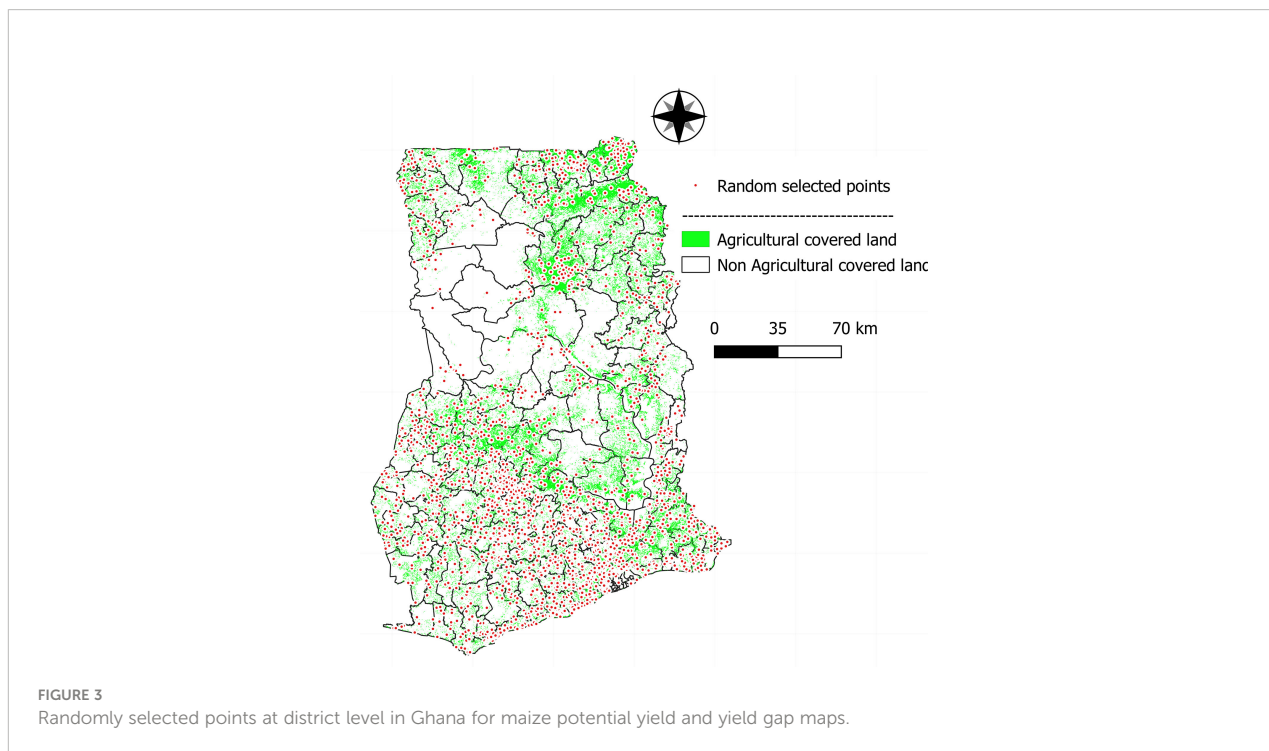 Random selected points
Agricultural covered land
Non Agricultural covered lanc
0 35 70 km
FIGURE 3
Randomly selected points at district level in Ghana for maize potential yield and yield gap maps.